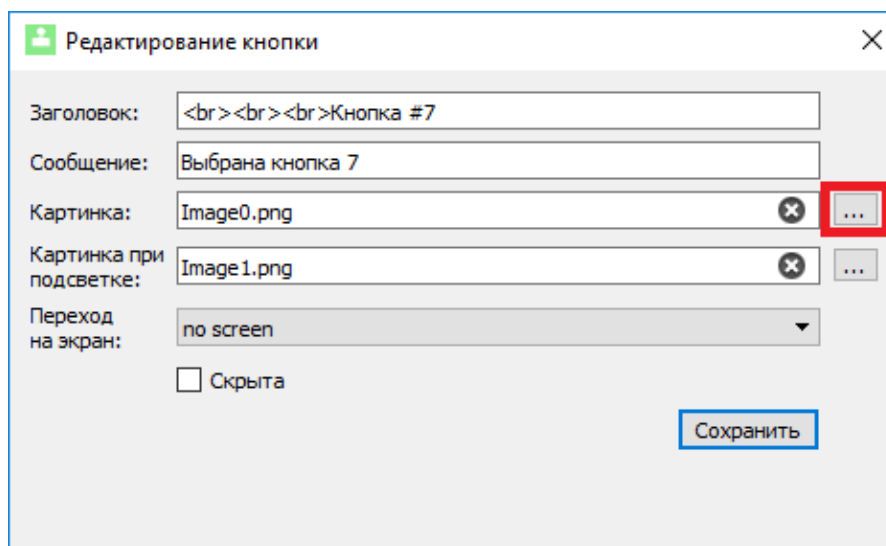 Редактирование кнопки
Заголовок: <br><br><br>Кнопка #7
Сообщение: Выбрана кнопка 7
Картинка: Image0.png ...
Картинка при
подсветке: Image1.png ...
Переход
на экран: no screen
Скрыта
Сохранить